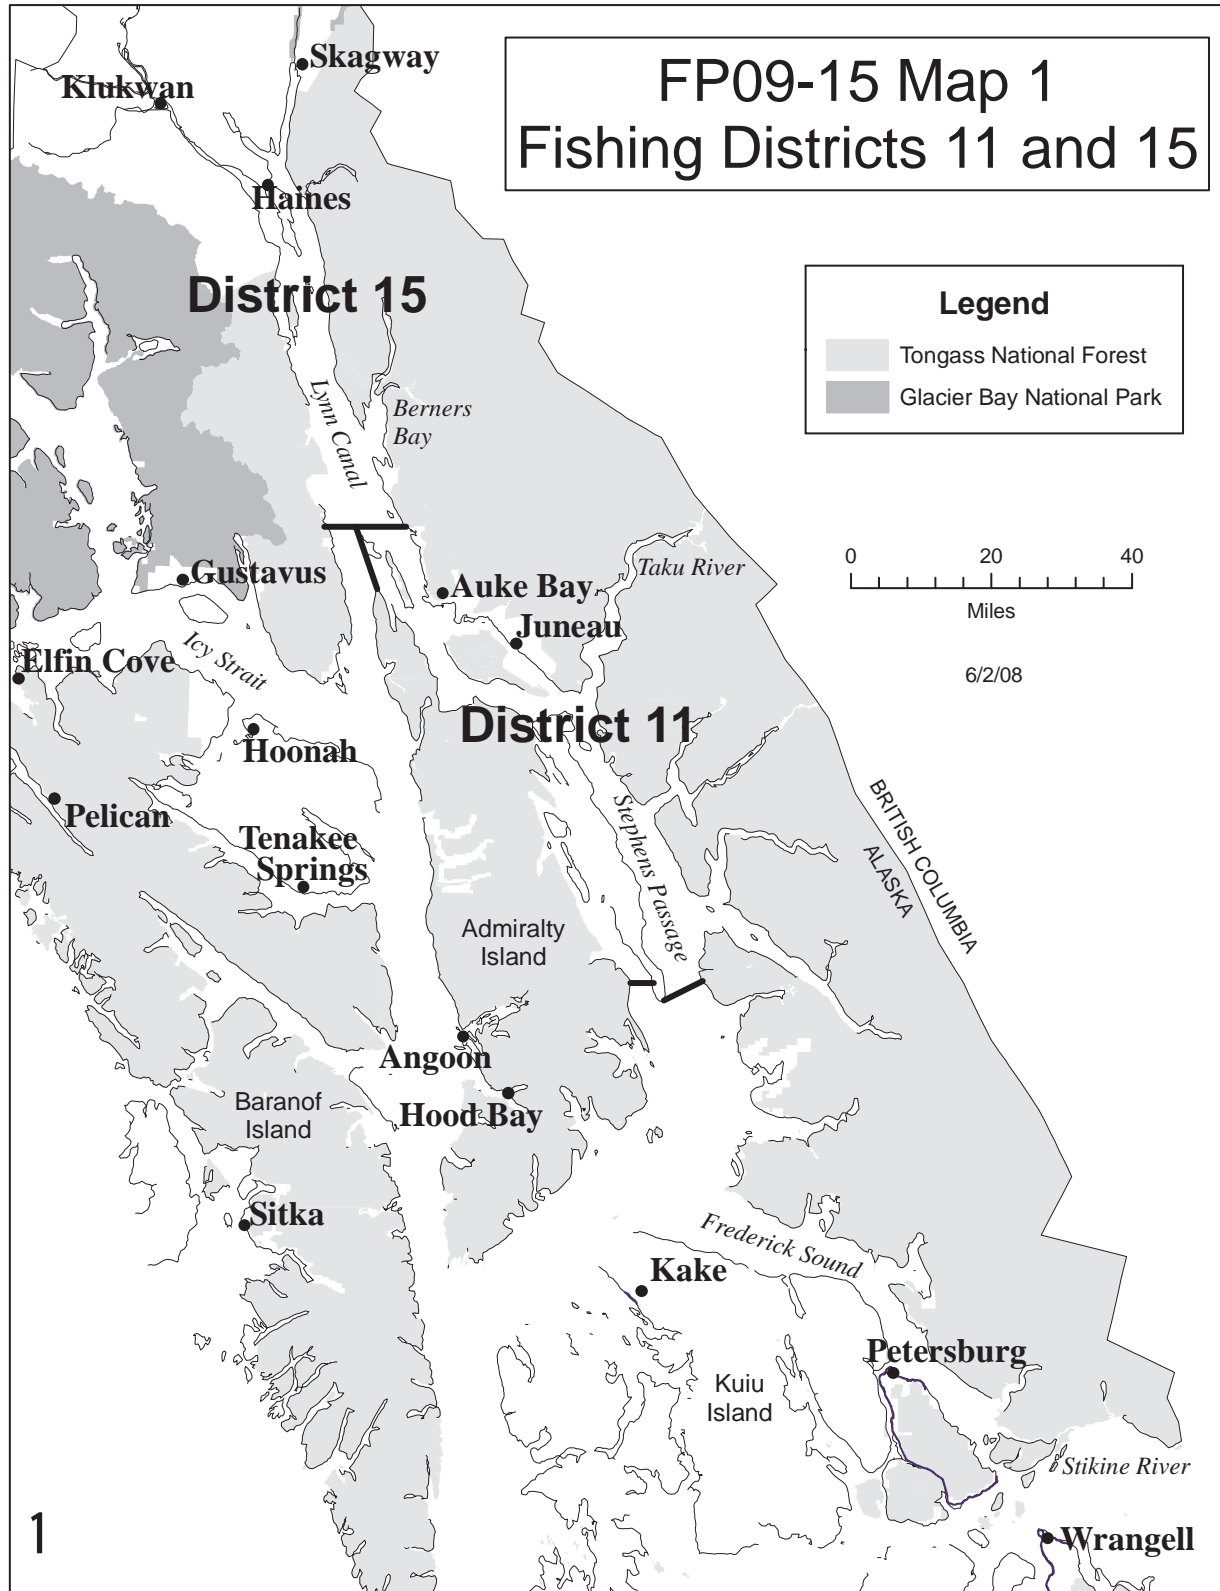 FP09-15 Map 1
Fishing Districts 11 and 15
Skagway
Klukwan
Haines
District 15
Legend
Tongass National Forest
Glacier Bay National Park
Lynn Canal
Berners
Bay
Taku River
0 20 40
Miles
6/2/08
Gustavus
Auke Bay
Juneau
Icy Strait
Elfin Cove
District 11
Hoonah
Pelican
Tenakee
Springs
Stephens Passage
BRITISH COLUMBIA
ALASKA
Admiralty
Island
Angoon
Hood Bay
Baranof
Island
Sitka
Frederick Sound
Kake
Petersburg
Kuiu
Island
Stikine River
Wrangell
1